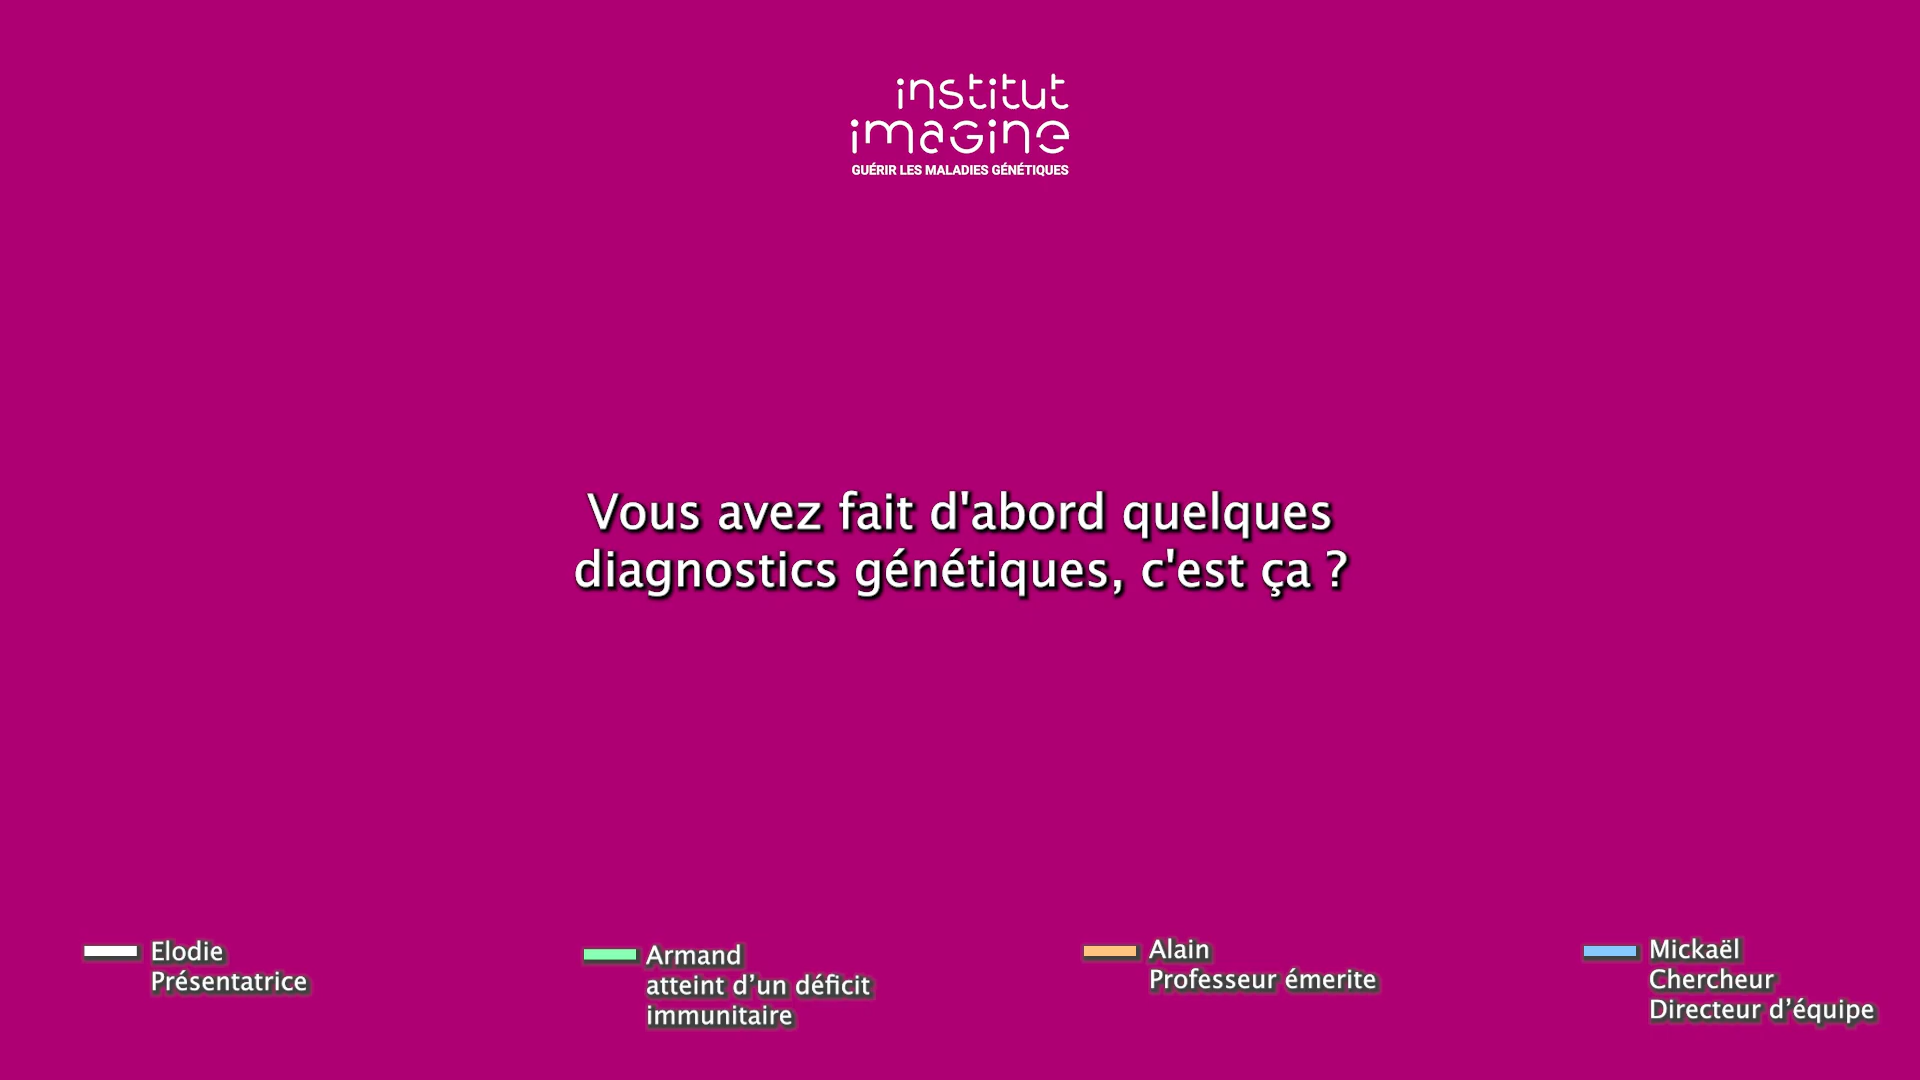 institut
imagine
GUÉRIR LES MALADIES GÉNÉTIQUES
Vous avez fait d'abord quelques
diagnostics génétiques, c'est ça ?
Elodie
Présentatrice
Armand
atteint d’un déficit
immunitaire
Alain
Professeur émerite
Mickaël
Chercheur
Directeur d’équipe